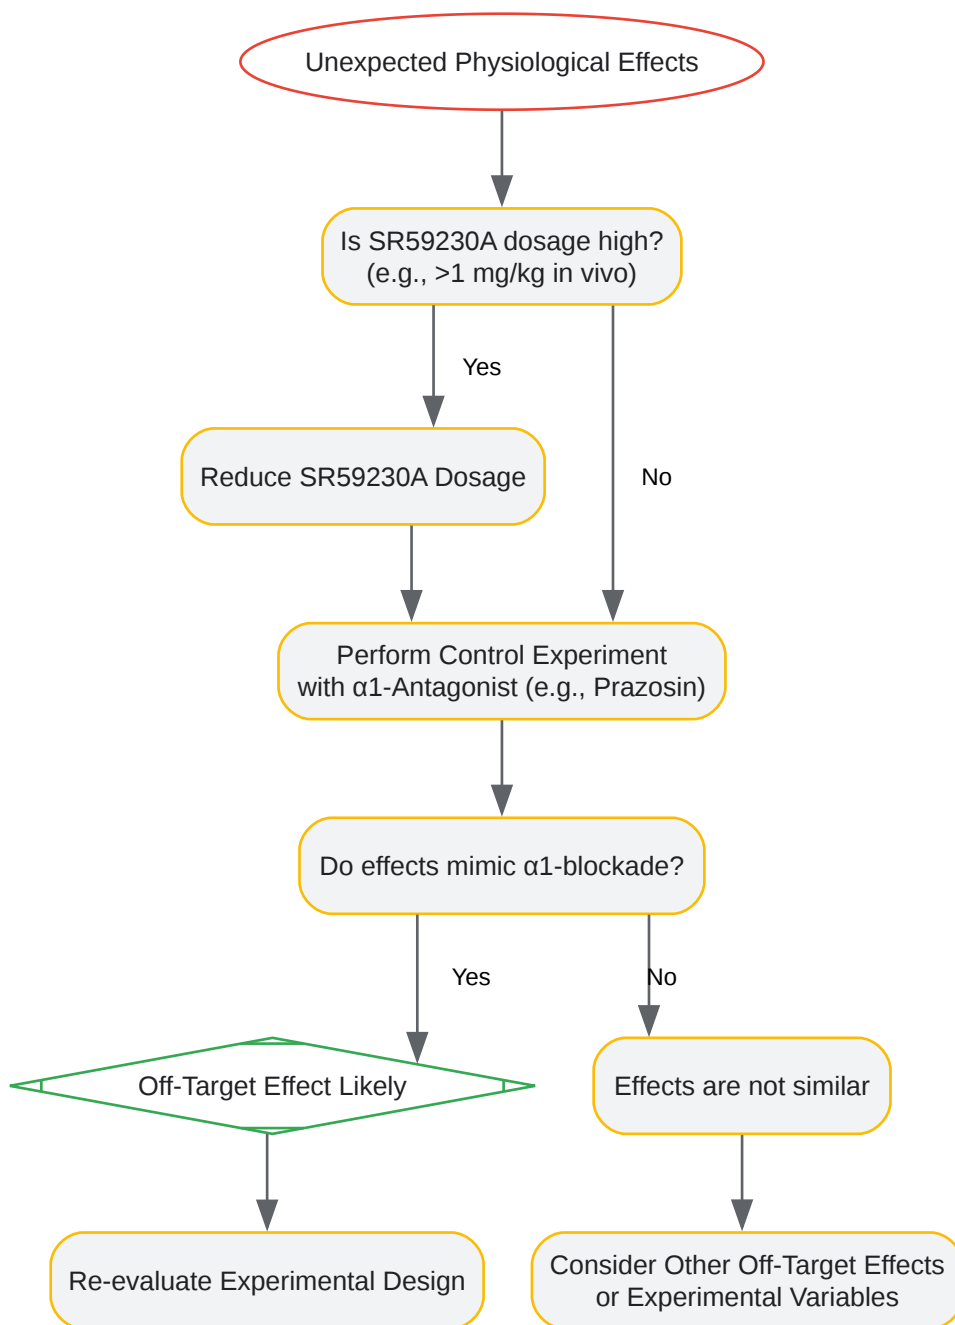 Unexpected Physiological Effects
Is SR59230A dosage high?
(e.g., >1 mg/kg in vivo)
Yes
Reduce SR59230A Dosage
No
Perform Control Experiment
with α1-Antagonist (e.g., Prazosin)
Do effects mimic α1-blockade?
Yes
No
Off-Target Effect Likely
Effects are not similar
Re-evaluate Experimental Design
Consider Other Off-Target Effects
or Experimental Variables